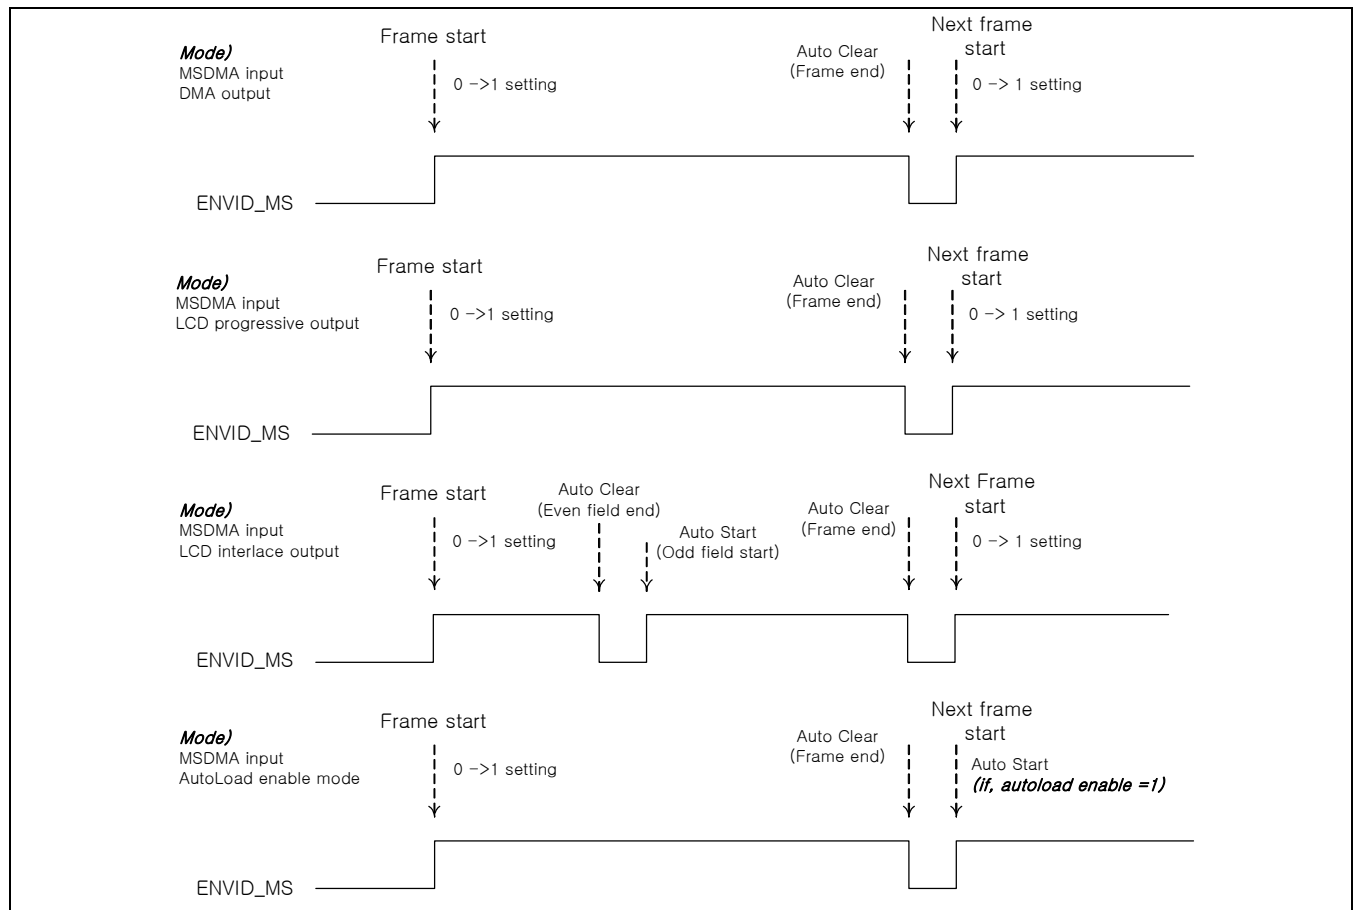 Mode)
MSDMA input
DMA output
Frame start
0 ->1 setting
Auto Clear
(Frame end)
Next frame
start
0 -> 1 setting
ENVID_MS
Mode)
MSDMA input
LCD progressive output
Frame start
0 ->1 setting
Auto Clear
(Frame end)
Next frame
start
0 -> 1 setting
ENVID_MS
Mode)
MSDMA input
LCD interlace output
Frame start
0 ->1 setting
Auto Clear
(Even field end)
Auto Start
(Odd field start)
Auto Clear
(Frame end)
Next Frame
start
0 -> 1 setting
ENVID_MS
Mode)
MSDMA input
AutoLoad enable mode
Frame start
0 ->1 setting
Auto Clear
(Frame end)
Next frame
start
Auto Start
(if, autoload enable =1)
ENVID_MS